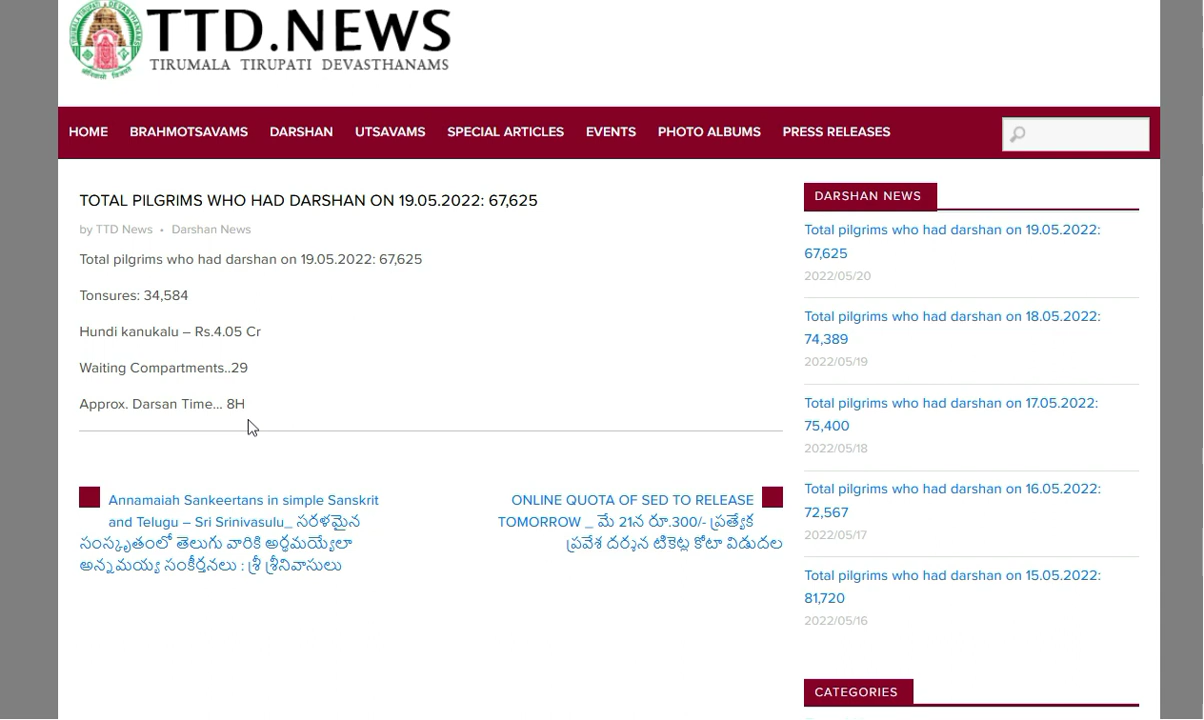 TTD.NEWS
TIRUMALA TIRUPATI DEVASTHANAMS
HOME BRAHMOTSAVAMS DARSHAN UTSAVAMS SPECIAL ARTICLES EVENTS PHOTO ALBUMS PRESS RELEASES
TOTAL PILGRIMS WHO HAD DARSHAN ON 19.05.2022: 67,625
by TTD News • Darshan News
Total pilgrims who had darshan on 19.05.2022: 67,625
Tonsures: 34,584
Hundi kanukalu – Rs.4.05 Cr
Waiting Compartments..29
Approx. Darsan Time... 8H
Annamaiah Sankeertans in simple Sanskrit
and Telugu – Sri Srinivasulu_ సరళమైన
సంస్కృతంలో తెలుగు వారికి అర్థమయ్యేలా
అన్నమయ్య సంకీర్తనలు : శ్రీ శ్రీనివాసులు
ONLINE QUOTA OF SED TO RELEASE
TOMORROW _ మే 21న రూ.300/- ప్రత్యేక
ప్రవేశ దర్శన టికెట్ల కోటా విడుదల
DARSHAN NEWS
Total pilgrims who had darshan on 19.05.2022:
67,625
2022/05/20
Total pilgrims who had darshan on 18.05.2022:
74,389
2022/05/19
Total pilgrims who had darshan on 17.05.2022:
75,400
2022/05/18
Total pilgrims who had darshan on 16.05.2022:
72,567
2022/05/17
Total pilgrims who had darshan on 15.05.2022:
81,720
2022/05/16
CATEGORIES